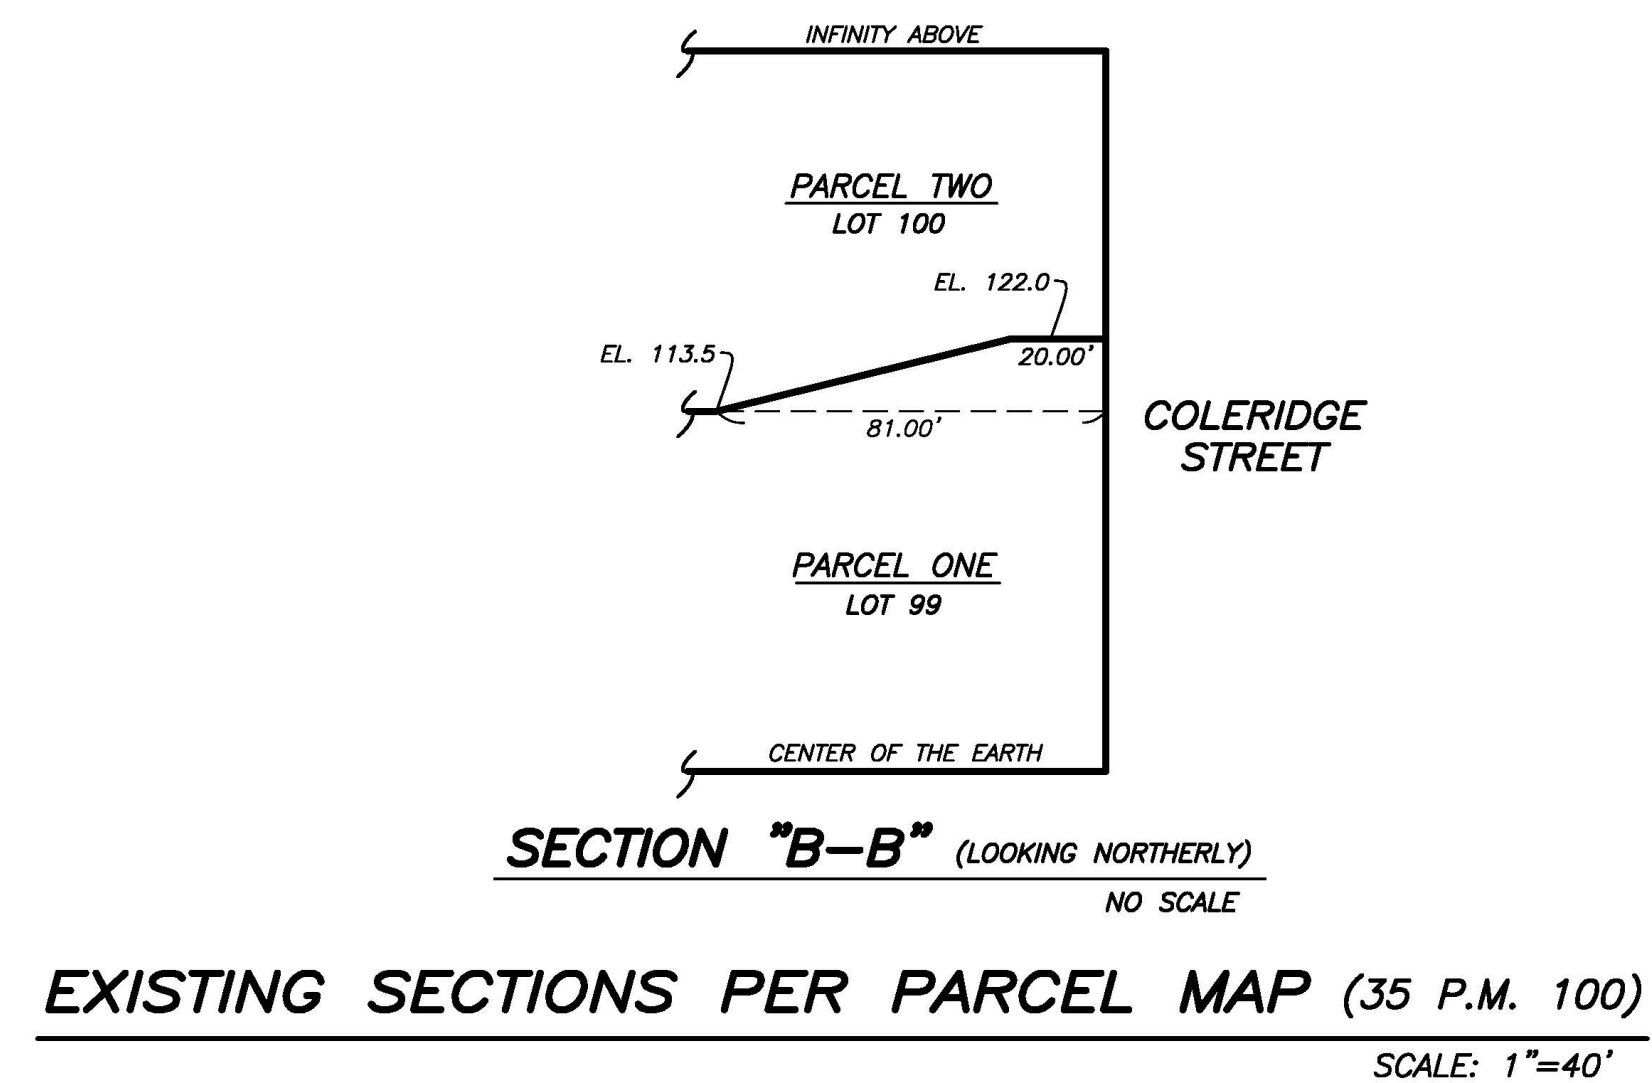 INFINITY ABOVE
PARCEL TWO
LOT 100
EL. 122.0
EL. 113.5
20.00'
81.00'
COLERIDGE
STREET
PARCEL ONE
LOT 99
CENTER OF THE EARTH
SECTION "B-B" (LOOKING NORTHERLY)
NO SCALE
EXISTING SECTIONS PER PARCEL MAP (35 P.M. 100)
SCALE: 1"=40'